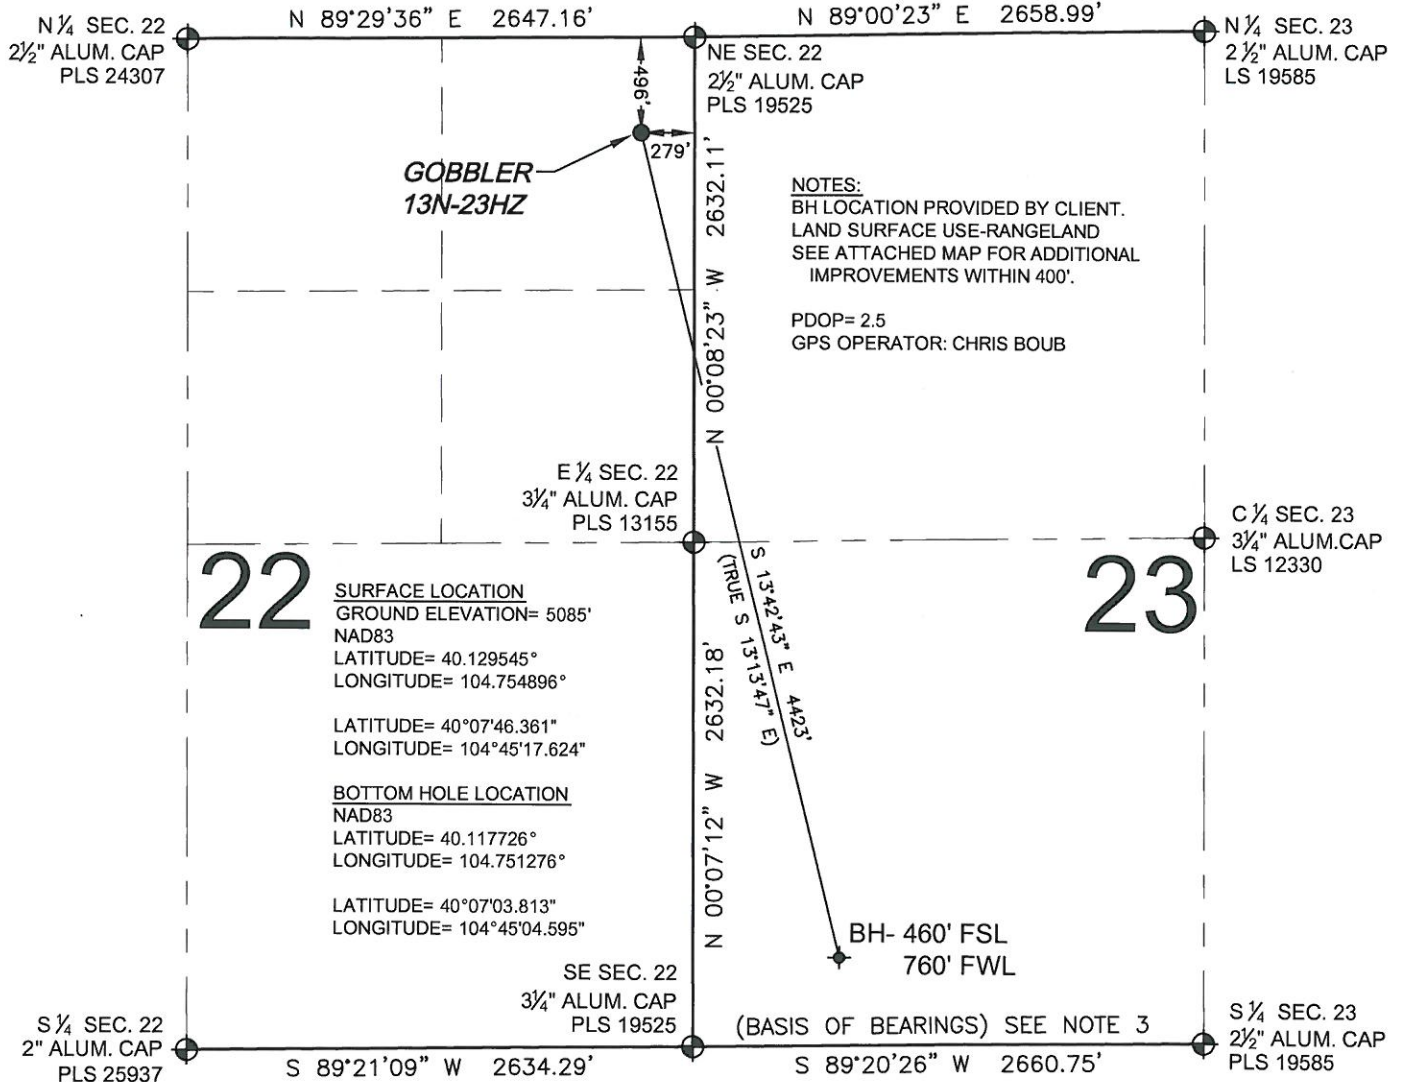 N 89°29'36" E 2647.16'
N 89°00'23" E 2658.99'
N ¼ SEC. 22
2½" ALUM. CAP
PLS 24307
NE SEC. 22
2½" ALUM. CAP
PLS 19525
N ¼ SEC. 23
2 ½" ALUM. CAP
LS 19585
496'
279'
GOBBLER
13N-23HZ
N 00°08'23" W 2632.11'
NOTES:
BH LOCATION PROVIDED BY CLIENT.
LAND SURFACE USE-RANGELAND
SEE ATTACHED MAP FOR ADDITIONAL
IMPROVEMENTS WITHIN 400'.
PDOP= 2.5
GPS OPERATOR: CHRIS BOUB
E ¼ SEC. 22
3¼" ALUM. CAP
PLS 13155
C ¼ SEC. 23
3¼" ALUM.CAP
LS 12330
22
23
S 13°42'43" E 4423'
(TRUE S 13°13'47" E)
SURFACE LOCATION
GROUND ELEVATION= 5085'
NAD83
LATITUDE= 40.129545°
LONGITUDE= 104.754896°
LATITUDE= 40°07'46.361"
LONGITUDE= 104°45'17.624"
BOTTOM HOLE LOCATION
NAD83
LATITUDE= 40.117726°
LONGITUDE= 104.751276°
LATITUDE= 40°07'03.813"
LONGITUDE= 104°45'04.595"
N 00°07'12" W 2632.18'
BH- 460' FSL
760' FWL
SE SEC. 22
3¼" ALUM. CAP
PLS 19525
(BASIS OF BEARINGS) SEE NOTE 3
S ¼ SEC. 22
2" ALUM. CAP
PLS 25937
S 89°21'09" W 2634.29'
S 89°20'26" W 2660.75'
S ¼ SEC. 23
2½" ALUM. CAP
PLS 19585